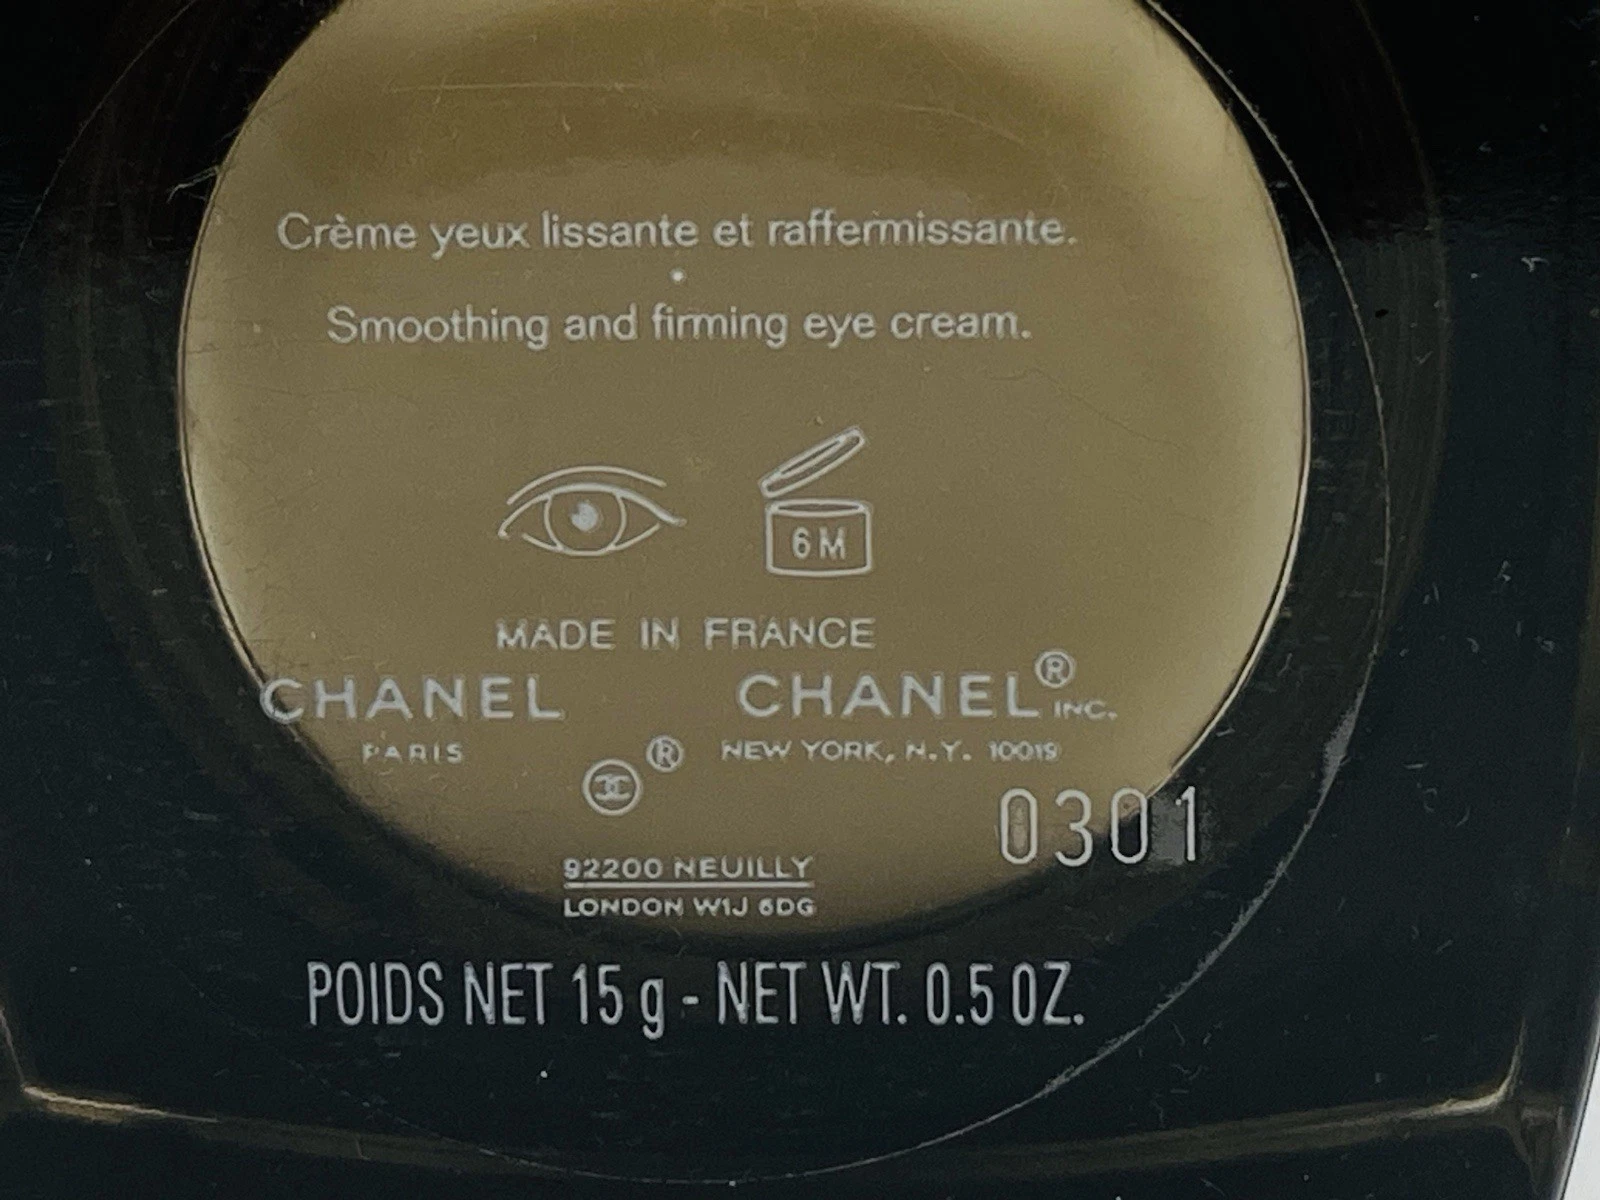 Crème yeux lissante et raffermissante.
Smoothing and firming eye cream.
6M
MADE IN FRANCE
CHANEL CHANEL® INC.
PARIS NEW YORK, N.Y. 10019
®
0301
92200 NEUILLY
LONDON W1J 6DG
POIDS NET 15 g - NET WT. 0.5 OZ.